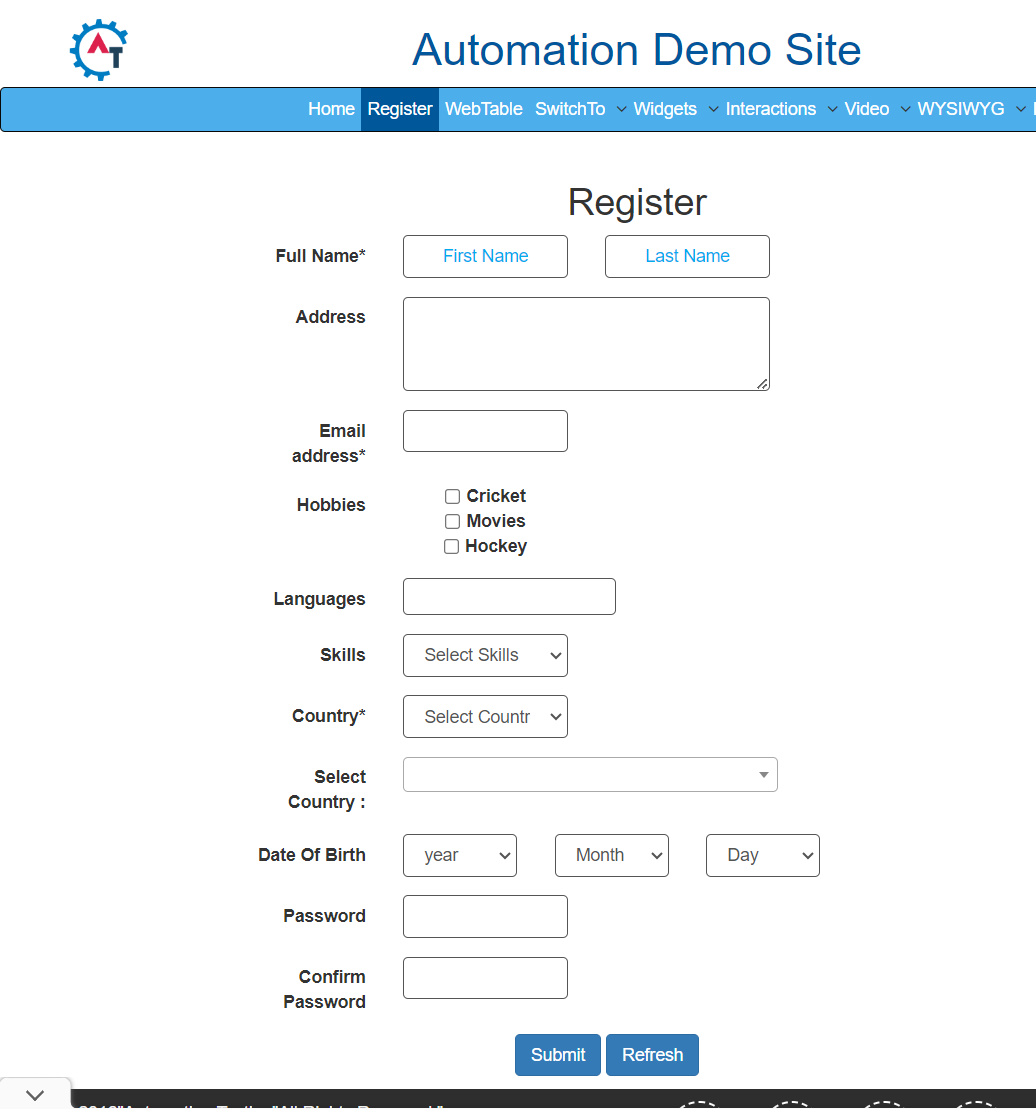 AT
Automation Demo Site
Home Register WebTable SwitchTo Widgets Interactions Video WYSIWYG
Register
Full Name* First Name Last Name
Address
Email
address*
Hobbies Cricket
Movies
Hockey
Languages
Skills Select Skills
Country* Select Countr
Select
Country :
Date Of Birth year Month Day
Password
Confirm
Password
Submit Refresh